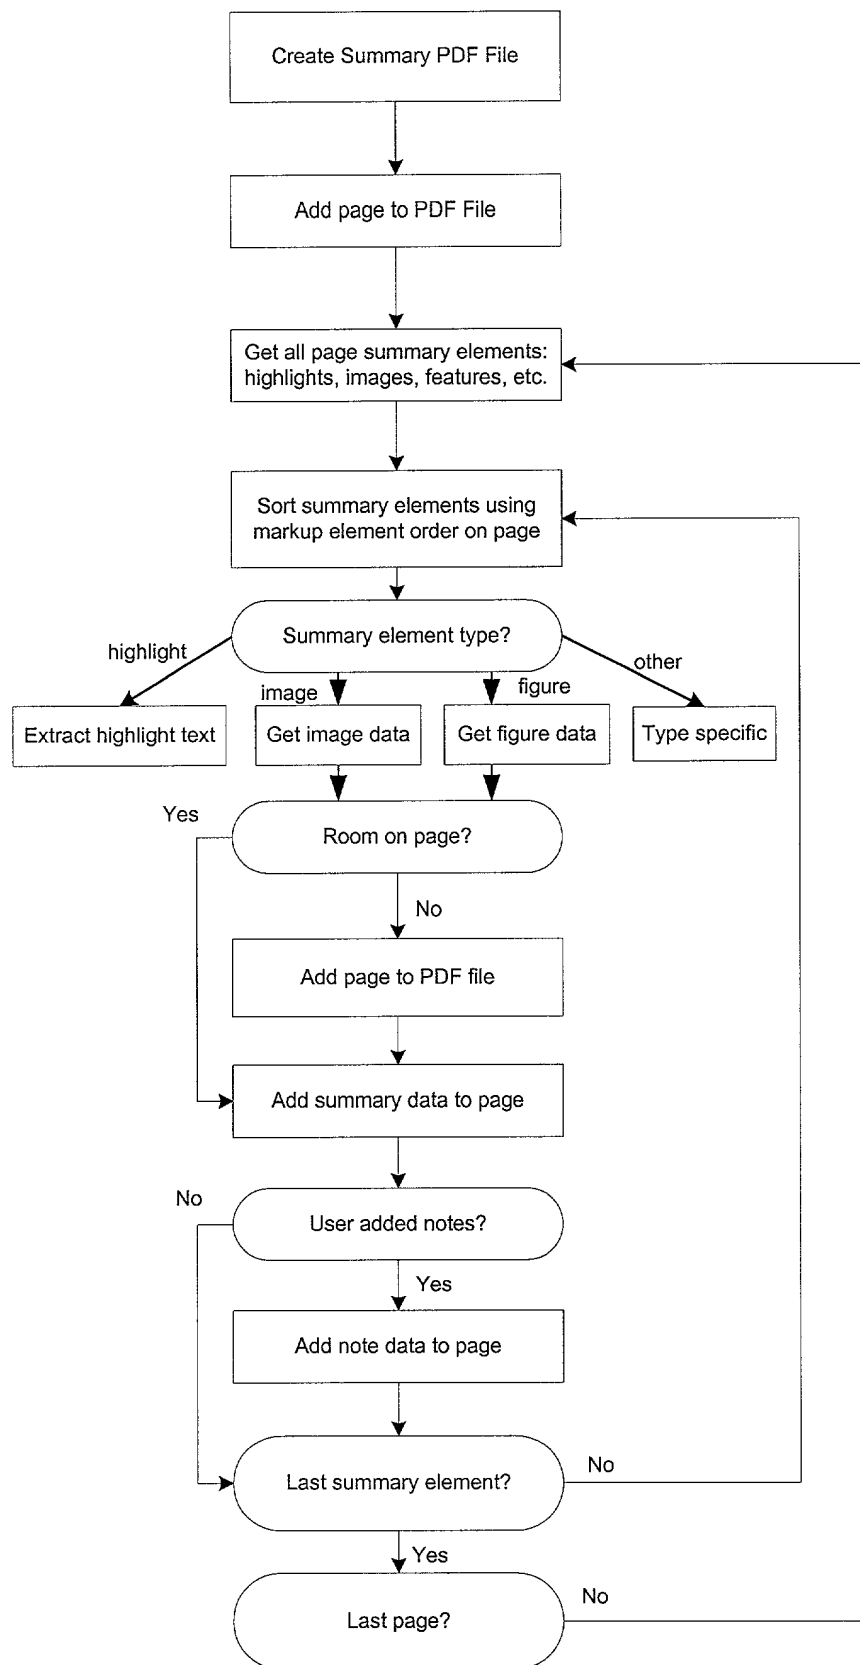 Create Summary PDF File
Add page to PDF File
Get all page summary elements:
highlights, images, features, etc.
Sort summary elements using
markup element order on page
Summary element type?
highlight
image
figure
other
Extract highlight text
Get image data
Get figure data
Type specific
Yes
Room on page?
No
Add page to PDF file
Add summary data to page
No
User added notes?
Yes
Add note data to page
Last summary element?
No
Yes
Last page?
No